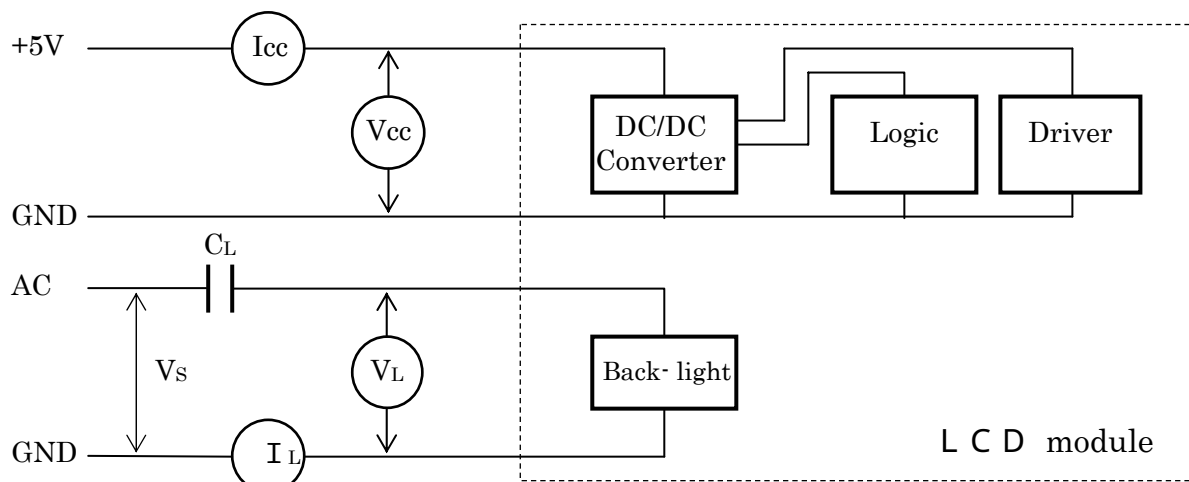 +5V
Icc
Vcc
DC/DC
Converter
Logic
Driver
GND
CL
AC
VS
VL
Back-light
GND
IL
LCD module